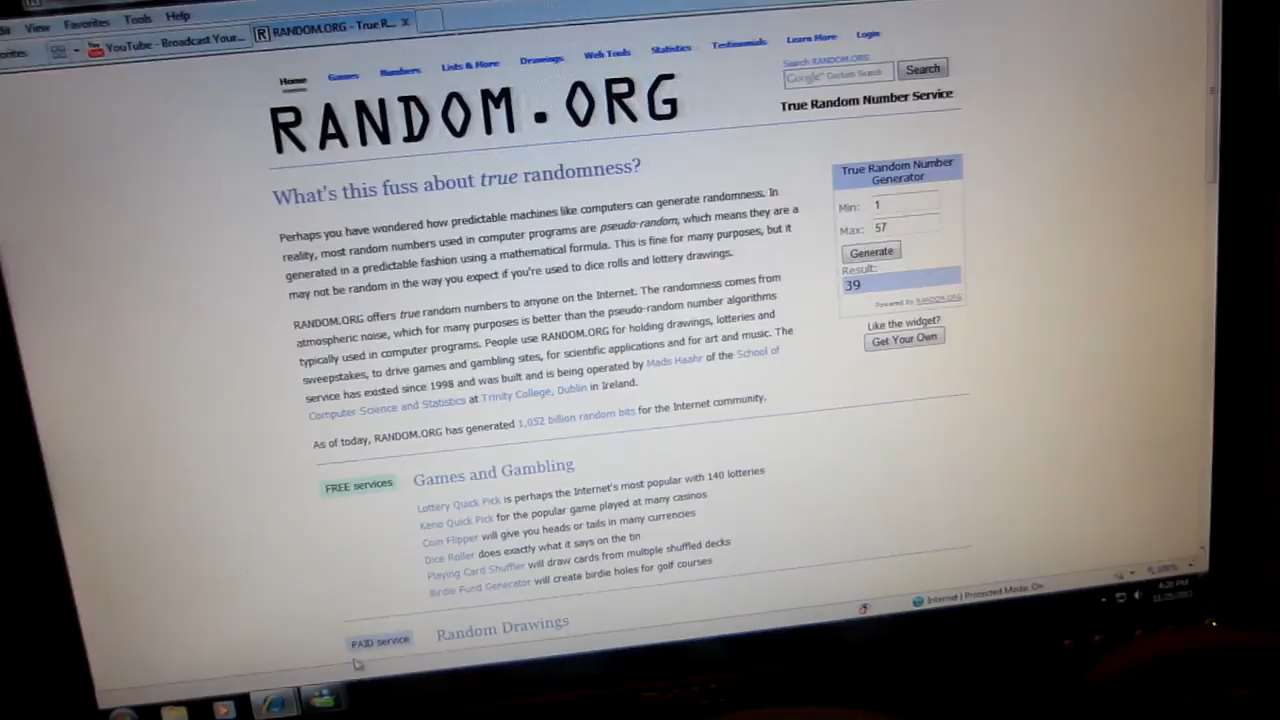 View Favorites Tools Help
YouTube - Broadcast Your...
RANDOM.ORG - True R... x
Home Games Numbers Lists & More Drawings Web Tools Statistics Testimonials Learn More Login
Search RANDOM.ORG
Google™ Custom Search Search
RANDOM.ORG
True Random Number Service
What's this fuss about true randomness?
Perhaps you have wondered how predictable machines like computers can generate randomness. In
reality, most random numbers used in computer programs are pseudo-random, which means they are a
generated in a predictable fashion using a mathematical formula. This is fine for many purposes, but it
may not be random in the way you expect if you're used to dice rolls and lottery drawings.
RANDOM.ORG offers true random numbers to anyone on the Internet. The randomness comes from
atmospheric noise, which for many purposes is better than the pseudo-random number algorithms
typically used in computer programs. People use RANDOM.ORG for holding drawings, lotteries and
sweepstakes, to drive games and gambling sites, for scientific applications and for art and music. The
service has existed since 1998 and was built and is being operated by Mads Haahr of the School of
Computer Science and Statistics at Trinity College, Dublin in Ireland.
As of today, RANDOM.ORG has generated 1.052 billion random bits for the Internet community.
True Random Number
Generator
Min: 1
Max: 57
Generate
Result:
39
Powered by RANDOM.ORG
Like the widget?
Get Your Own
FREE services
Games and Gambling
Lottery Quick Pick is perhaps the Internet's most popular with 140 lotteries
Keno Quick Pick for the popular game played at many casinos
Coin Flipper will give you heads or tails in many currencies
Dice Roller does exactly what it says on the tin
Playing Card Shuffler will draw cards from multiple shuffled decks
Birdie Fund Generator will create birdie holes for golf courses
PAID service
Random Drawings
Internet | Protected Mode: On
100%